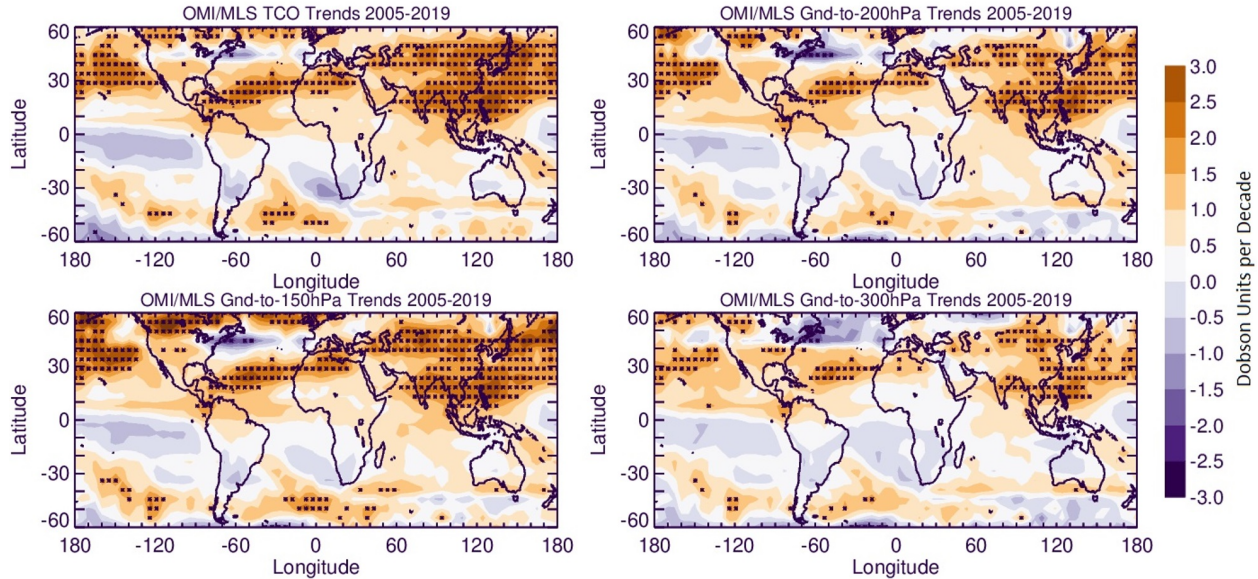 OMI/MLS TCO Trends 2005-2019
60
30
0
-30
-60
Latitude
180 -120 -60 0 60 120 180
Longitude
OMI/MLS Gnd-to-200hPa Trends 2005-2019
60
30
0
-30
-60
Latitude
180 -120 -60 0 60 120 180
Longitude
OMI/MLS Gnd-to-150hPa Trends 2005-2019
60
30
0
-30
-60
Latitude
180 -120 -60 0 60 120 180
Longitude
OMI/MLS Gnd-to-300hPa Trends 2005-2019
60
30
0
-30
-60
Latitude
180 -120 -60 0 60 120 180
Longitude
3.0
2.5
2.0
1.5
1.0
0.5
0.0
-0.5
-1.0
-1.5
-2.0
-2.5
-3.0
Dobson Units per Decade